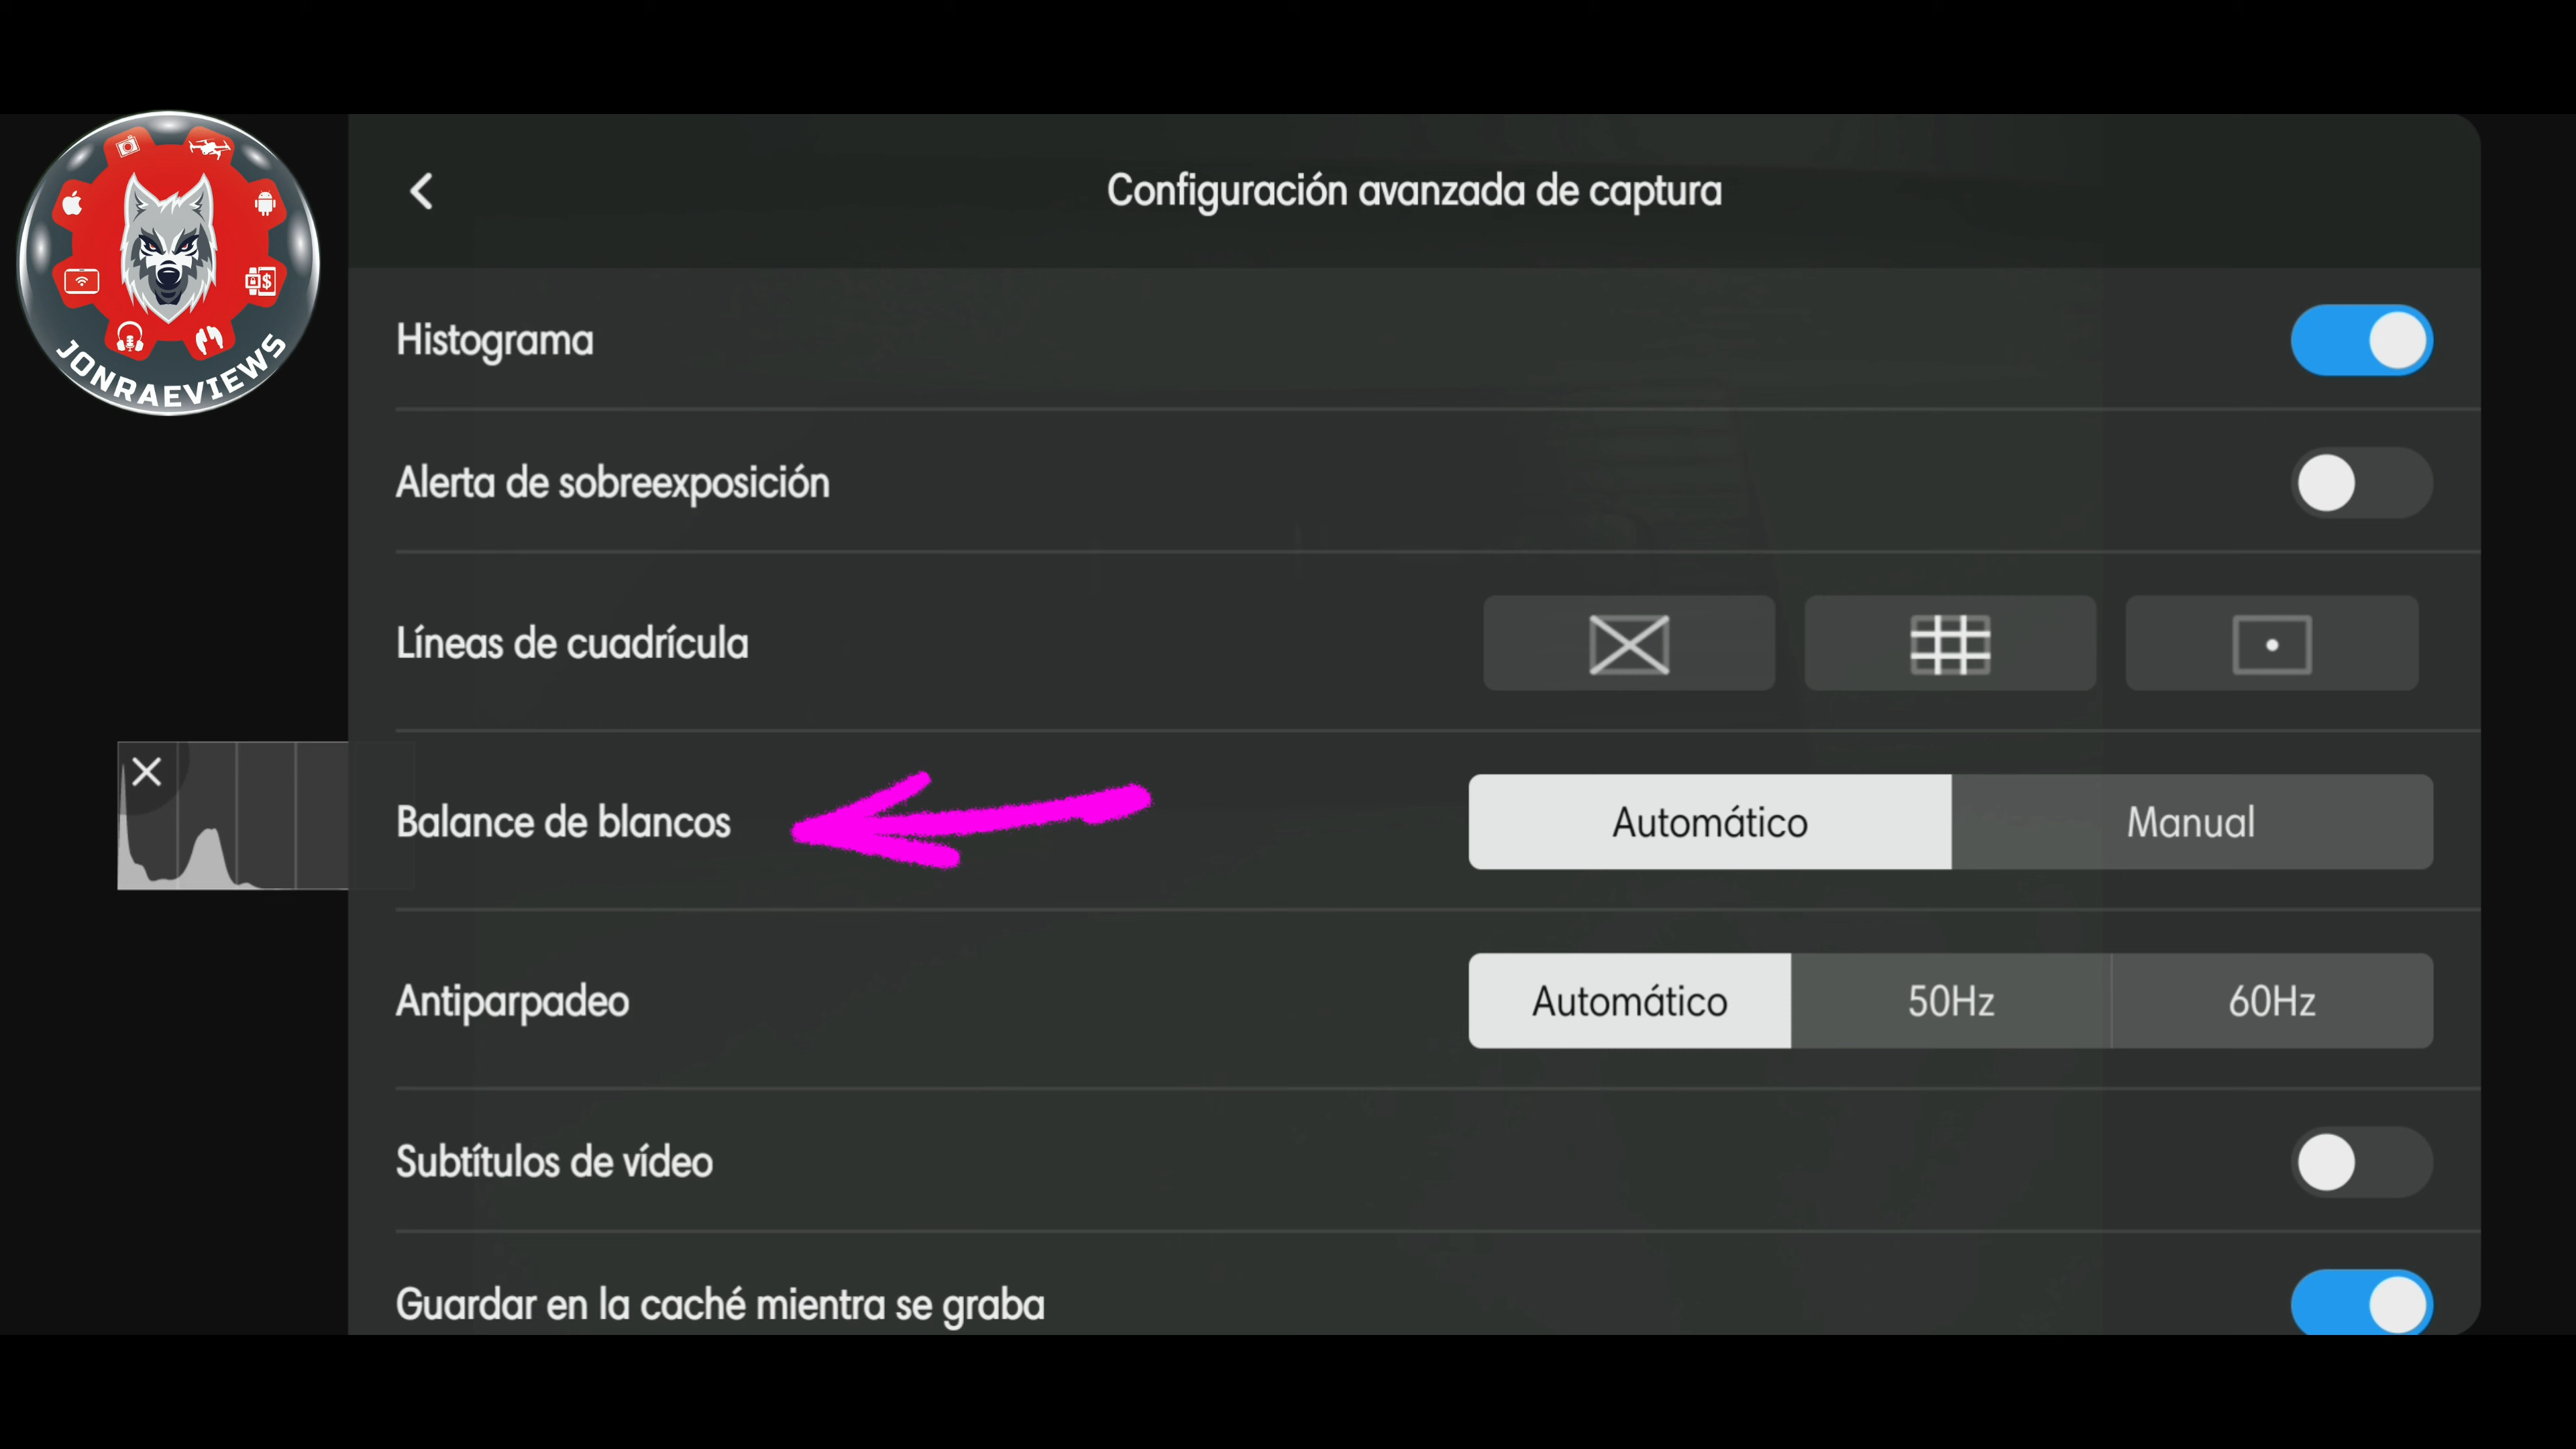 JONRAEVIEWS
Configuración avanzada de captura
Histograma
Alerta de sobreexposición
Líneas de cuadrícula
Balance de blancos
Automático
Manual
Antiparpadeo
Automático
50Hz
60Hz
Subtítulos de vídeo
Guardar en la caché mientra se graba